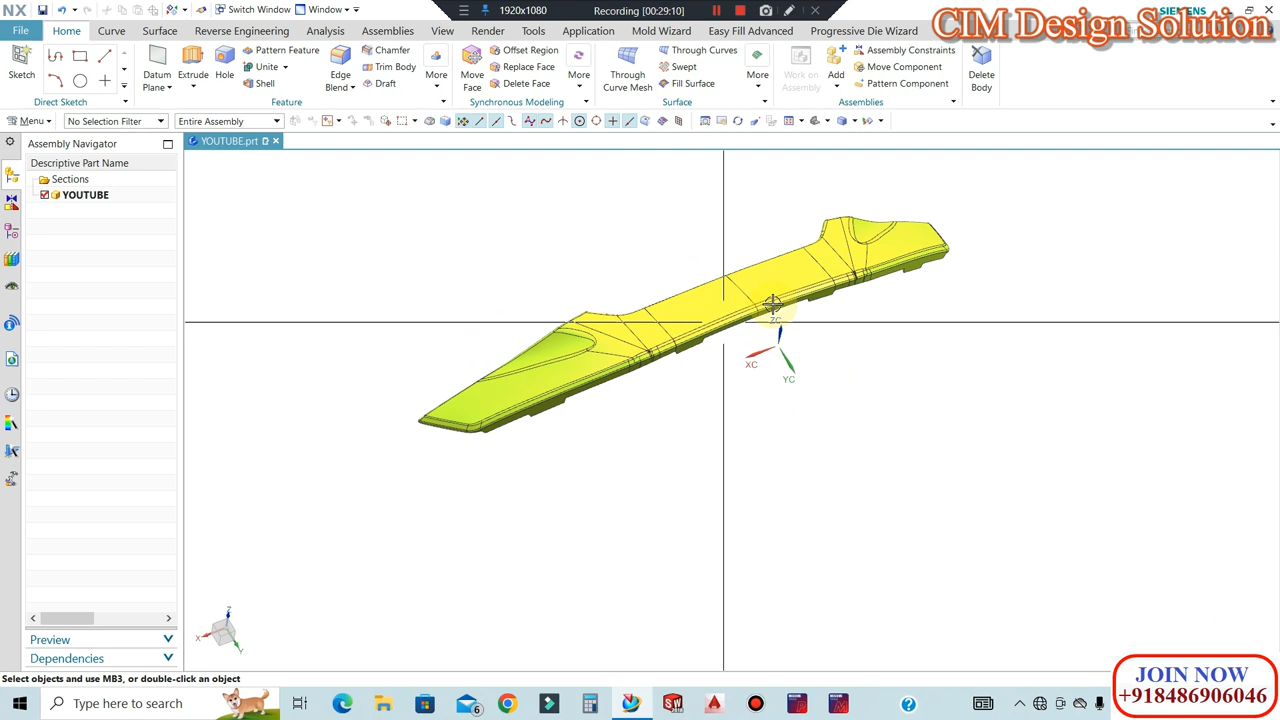 NX Switch Window Window 1920x1080 Recording [00:29:10] SIEMENS
CIM Design Solution
File Home Curve Surface Reverse Engineering Analysis Assemblies View Render Tools Application Mold Wizard Easy Fill Advanced Progressive Die Wizard
Pattern Feature Chamfer Offset Region Through Curves Assembly Constraints
Unite Trim Body Replace Face Swept Move Component
Shell Draft Delete Face Fill Surface Pattern Component
Sketch Datum Plane Extrude Hole Edge Blend More Move Face More Through Curve Mesh More Work on Assembly Add Delete Body
Direct Sketch Feature Synchronous Modeling Surface Assemblies
Menu No Selection Filter Entire Assembly
Assembly Navigator YOUTUBE.prt
Descriptive Part Name
Sections
YOUTUBE
ZC
XC
YC
Z
X
Y
Preview
Dependencies
Select objects and use MB3, or double-click an object
JOIN NOW
+918486906046
Type here to search 6